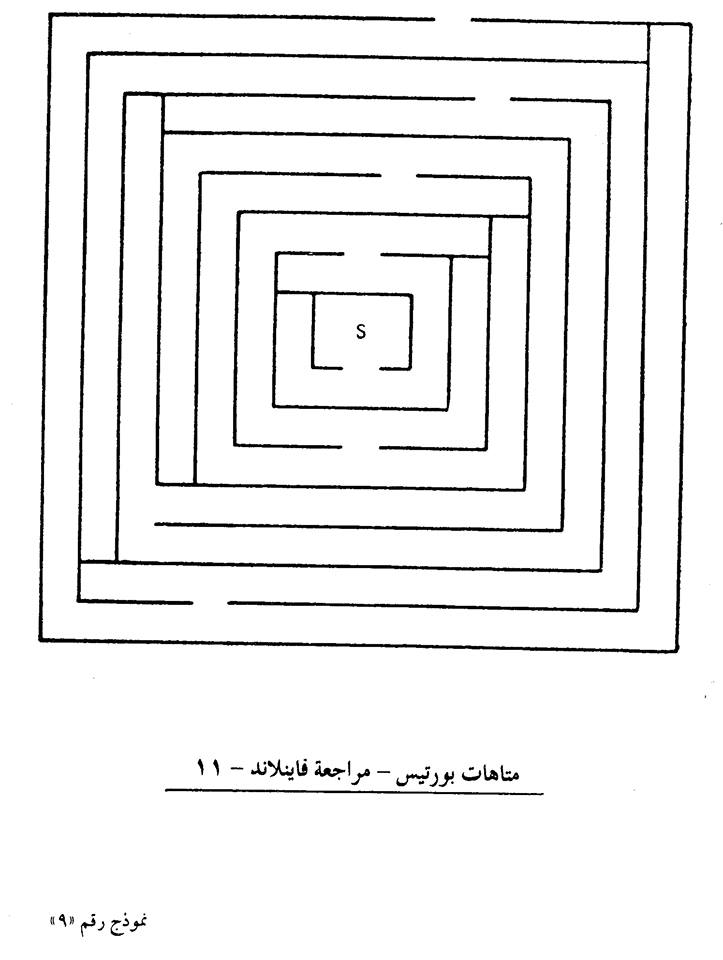 S
متاهات بورتيس – مراجعة فاينلاند – ١١
نموذج رقم «٩»